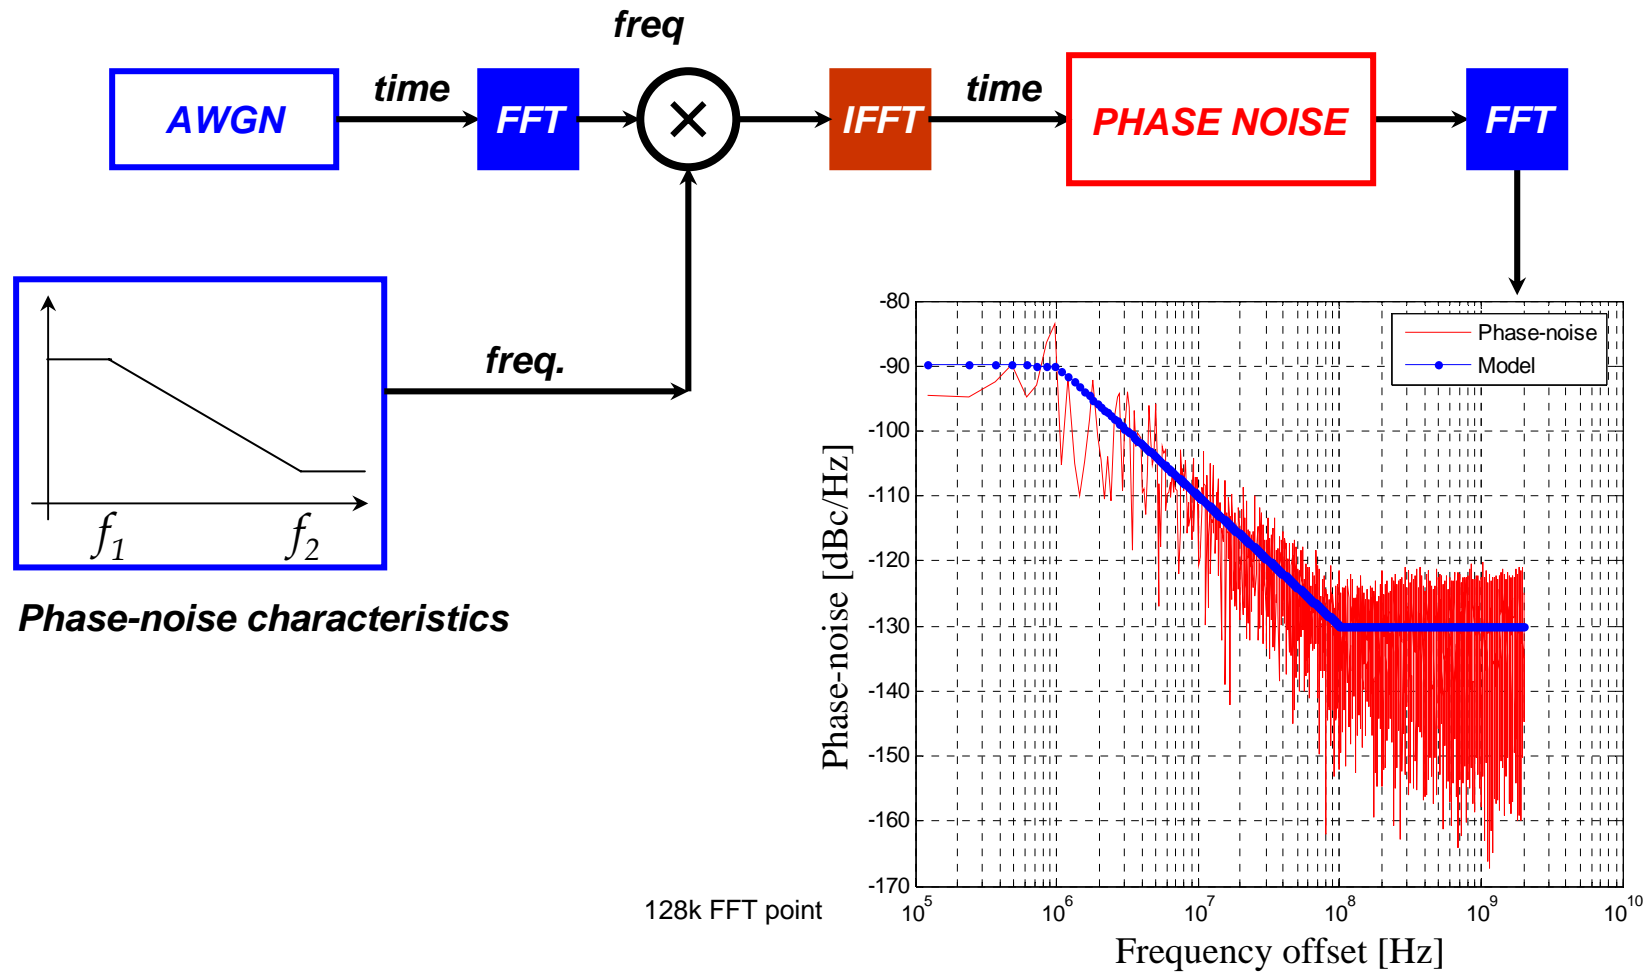 freq
AWGN
time
FFT
×
IFFT
time
PHASE NOISE
FFT
freq.
f1
f2
Phase-noise characteristics
Phase-noise
Model
-80
-90
-100
-110
-120
-130
-140
-150
-160
-170
Phase-noise [dBc/Hz]
10^5
10^6
10^7
10^8
10^9
10^10
Frequency offset [Hz]
128k FFT point